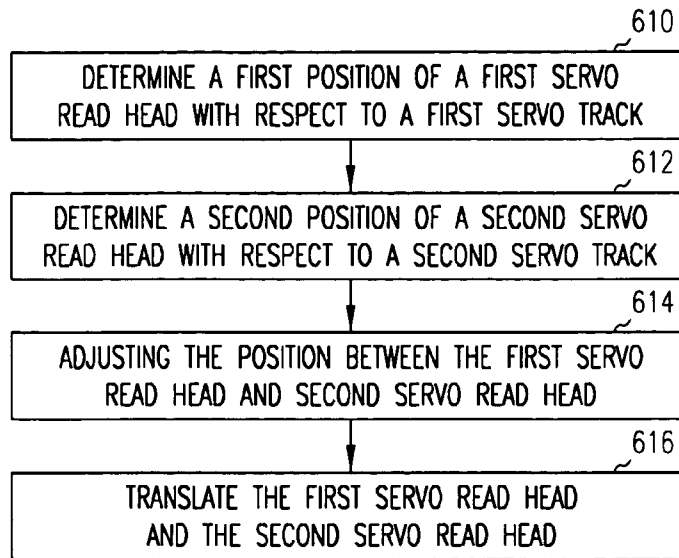 610
DETERMINE A FIRST POSITION OF A FIRST SERVO
READ HEAD WITH RESPECT TO A FIRST SERVO TRACK
612
DETERMINE A SECOND POSITION OF A SECOND SERVO
READ HEAD WITH RESPECT TO A SECOND SERVO TRACK
614
ADJUSTING THE POSITION BETWEEN THE FIRST SERVO
READ HEAD AND SECOND SERVO READ HEAD
616
TRANSLATE THE FIRST SERVO READ HEAD
AND THE SECOND SERVO READ HEAD